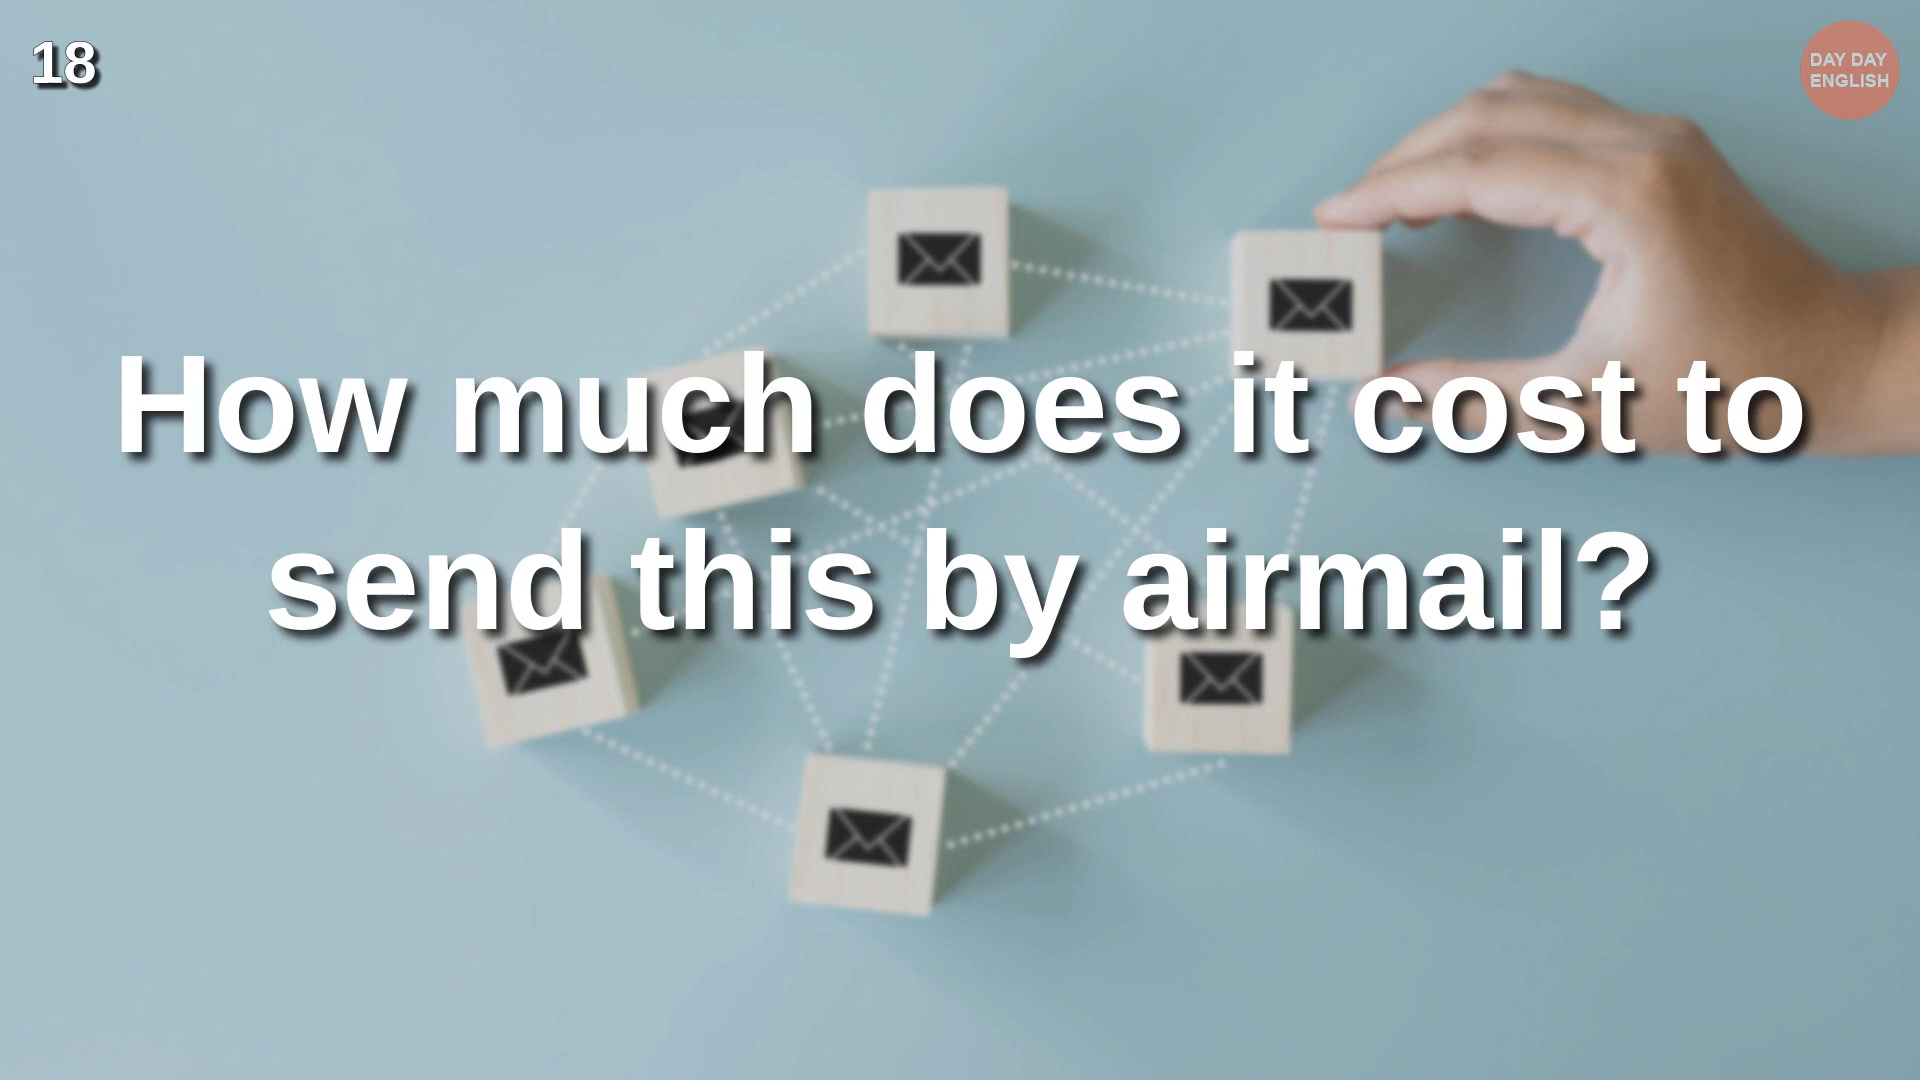 18
DAY DAY
ENGLISH
How much does it cost to
send this by airmail?